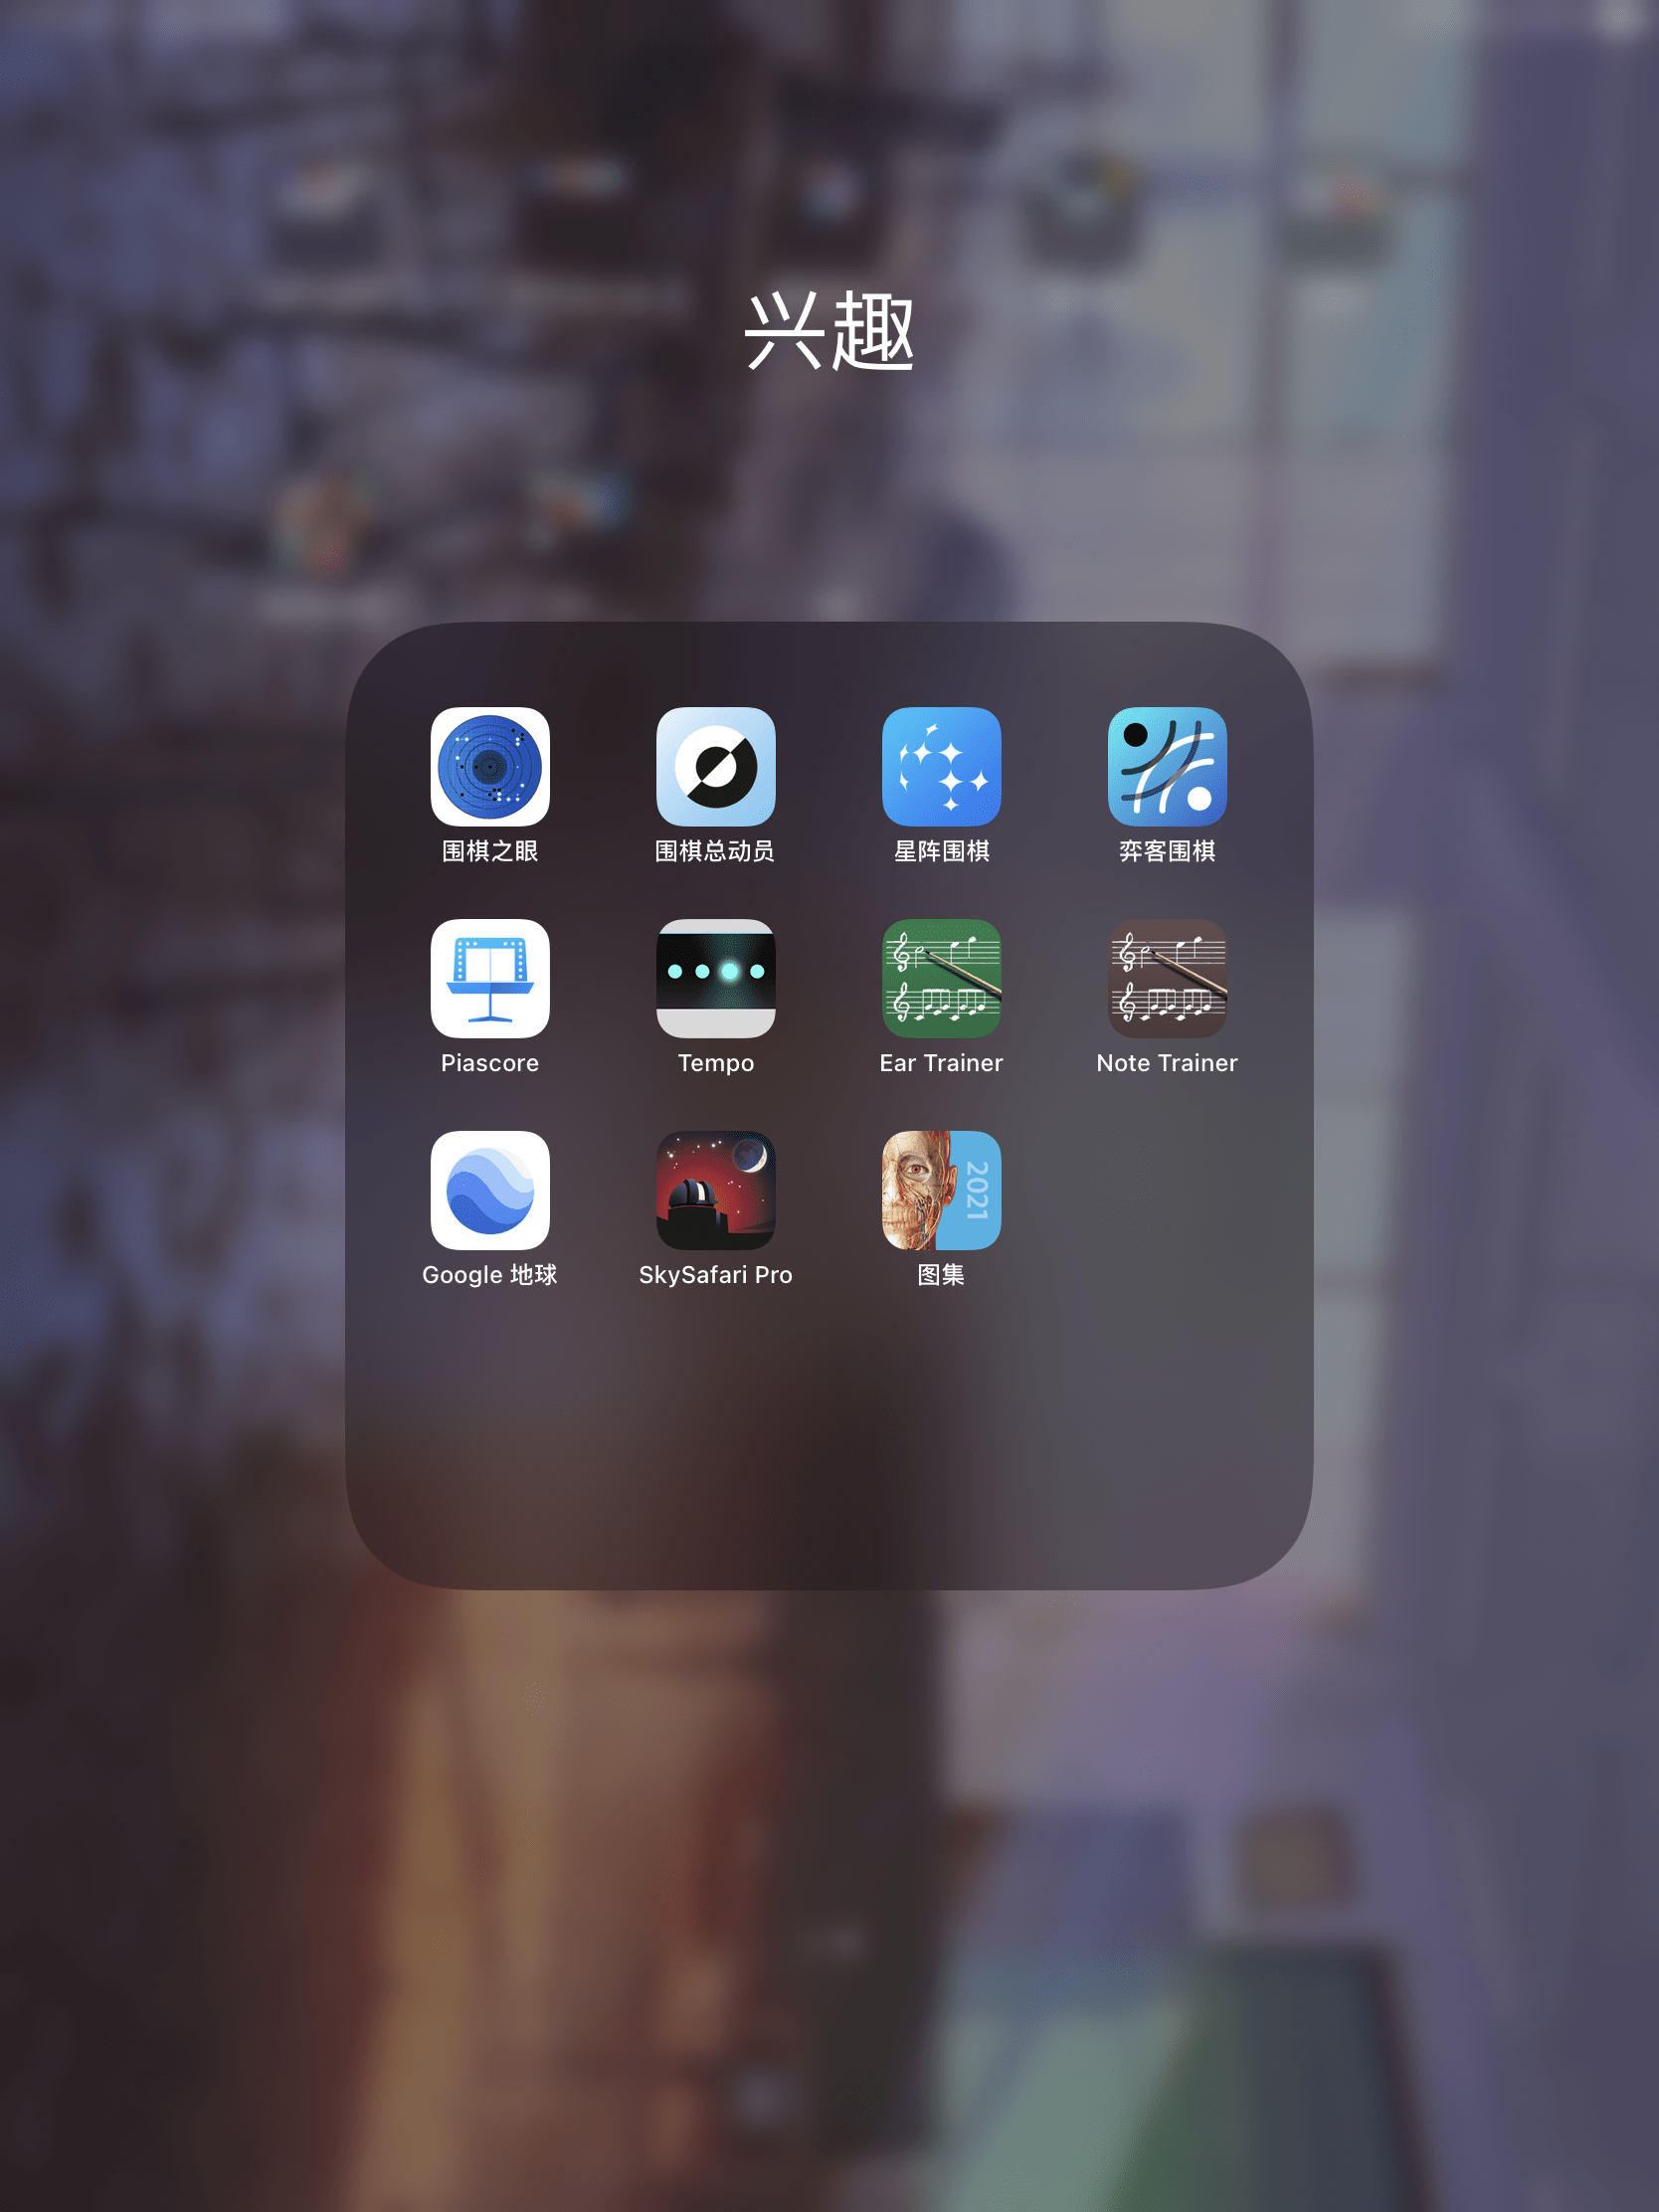 兴趣
围棋之眼
围棋总动员
星阵围棋
弈客围棋
Piascore
Tempo
Ear Trainer
Note Trainer
2021
Google 地球
SkySafari Pro
图集